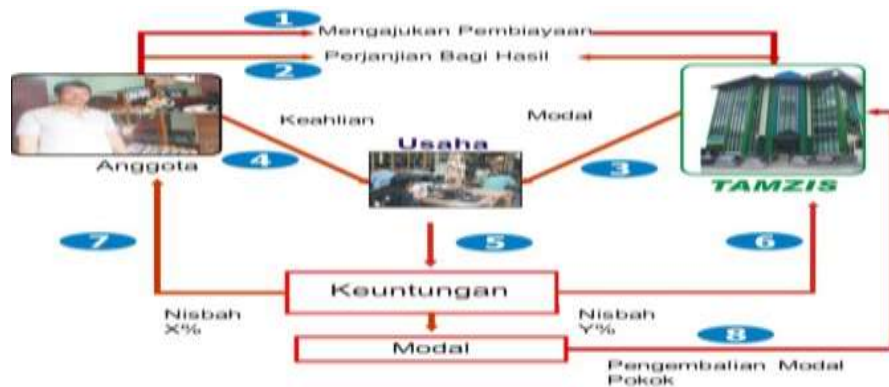 1
Mengajukan Pembiayaan
Perjanjian Bagi Hasil
2
Keahlian
Modal
Usaha
Anggota
4
3
TAMZIS
7
5
6
Keuntungan
Nisbah
X%
Nisbah
Y%
8
Modal
Pengembalian Modal
Pokok